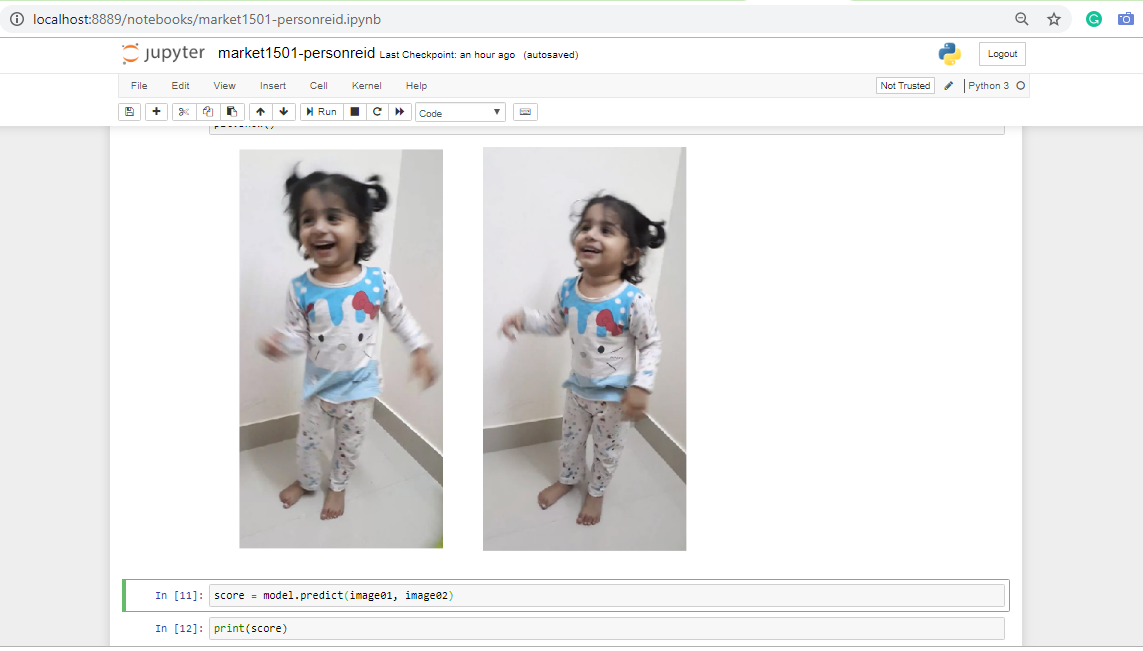 localhost:8889/notebooks/market1501-personreid.ipynb
jupyter market1501-personreid Last Checkpoint: an hour ago (autosaved)
Logout
File Edit View Insert Cell Kernel Help
Not Trusted
Python 3
Run
Code
In [11]: score = model.predict(image01, image02)
In [12]: print(score)